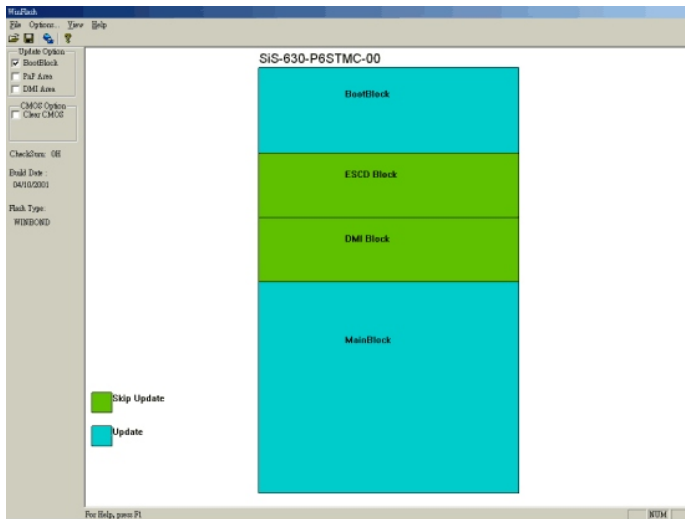 WinFlash
File Options... View Help
Update Option
BootBlock
PnP Area
DMI Area
CMOS Option
Clear CMOS
CheckSum: 0H
Build Date :
04/10/2001
Flash Type:
WINBOND
SiS-630-P6STMC-00
BootBlock
ESCD Block
DMI Block
MainBlock
Skip Update
Update
For Help, press F1
NUM